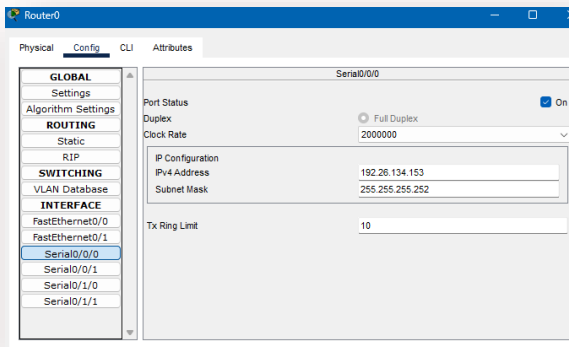 Router0
Physical Config CLI Attributes
GLOBAL
Settings
Algorithm Settings
ROUTING
Static
RIP
SWITCHING
VLAN Database
INTERFACE
FastEthernet0/0
FastEthernet0/1
Serial0/0/0
Serial0/0/1
Serial0/1/0
Serial0/1/1
Serial0/0/0
Port Status On
Duplex Full Duplex
Clock Rate 2000000
IP Configuration
IPv4 Address 192.26.134.153
Subnet Mask 255.255.255.252
Tx Ring Limit 10